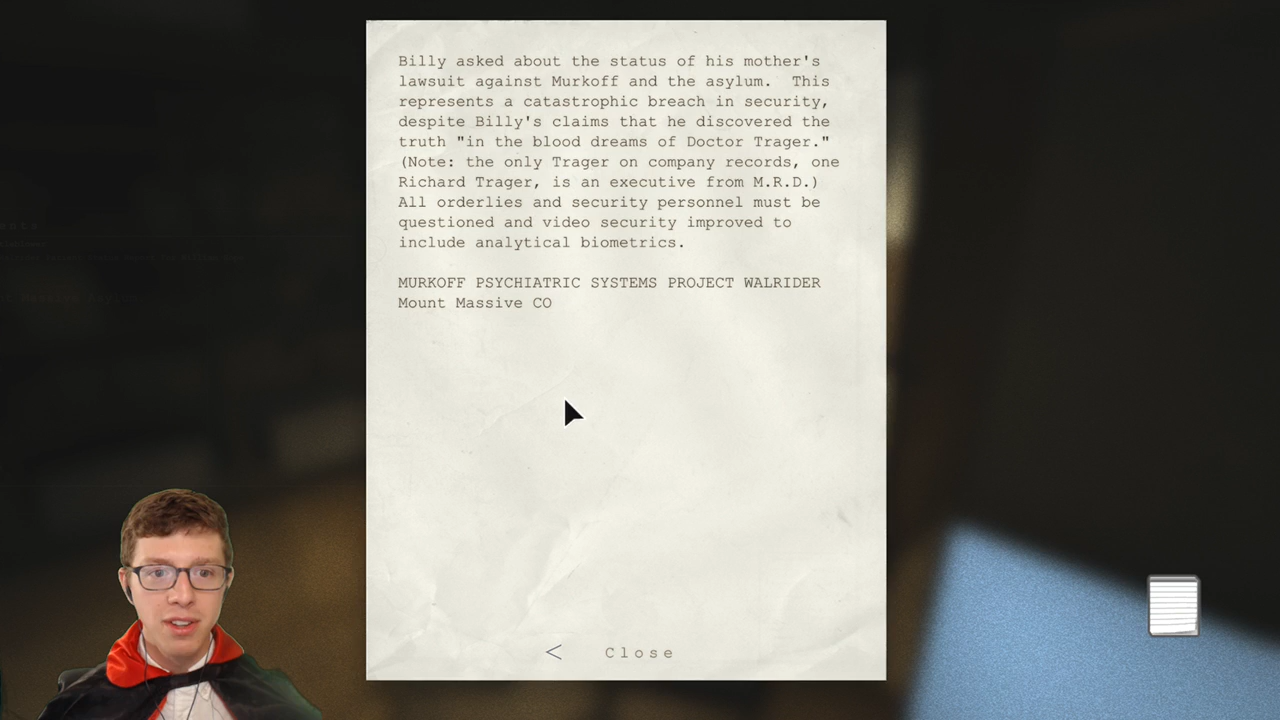 Billy asked about the status of his mother's
lawsuit against Murkoff and the asylum.  This
represents a catastrophic breach in security,
despite Billy's claims that he discovered the
truth "in the blood dreams of Doctor Trager."
(Note: the only Trager on company records, one
Richard Trager, is an executive from M.R.D.)
All orderlies and security personnel must be
questioned and video security improved to
include analytical biometrics.
MURKOFF PSYCHIATRIC SYSTEMS PROJECT WALRIDER
Mount Massive CO
< Close